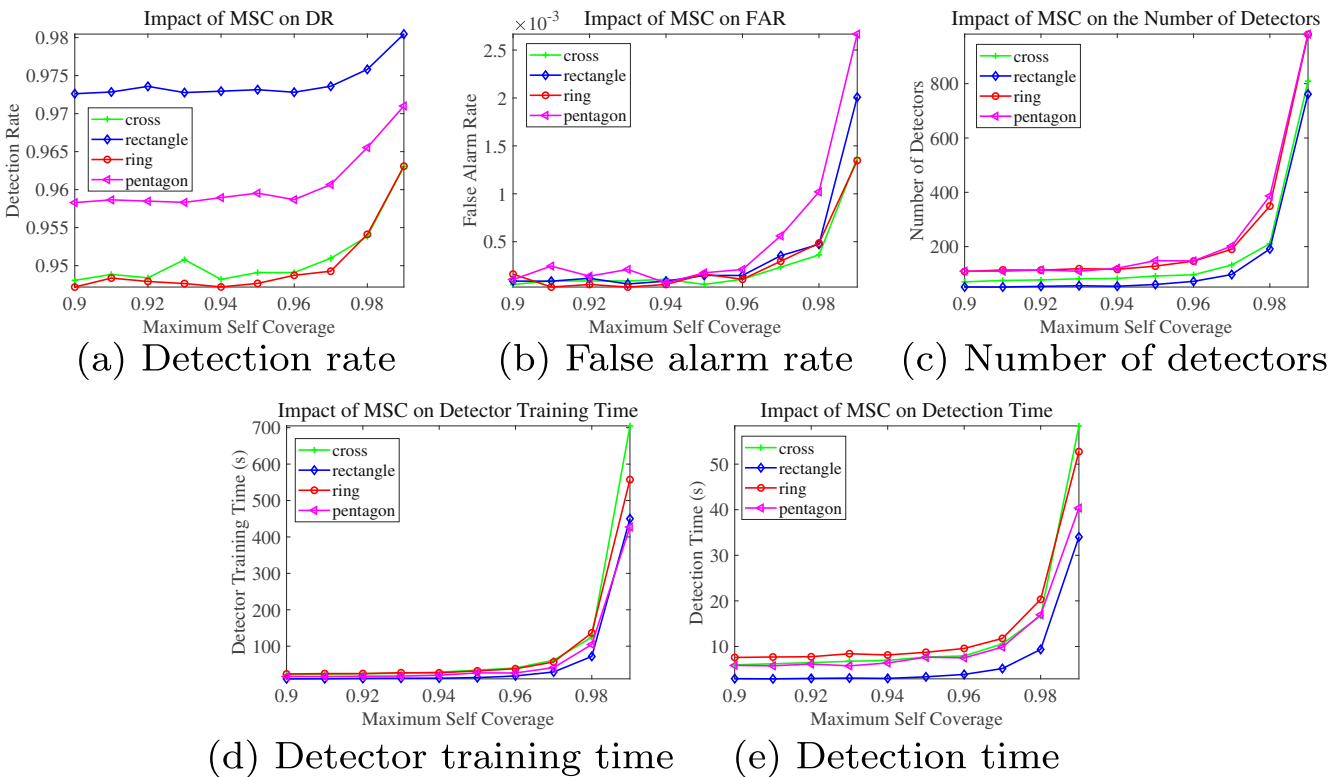 Impact of MSC on DR
0.98
0.975
0.97
0.965
0.96
0.955
0.95
Detection Rate
cross
rectangle
ring
pentagon
0.9 0.92 0.94 0.96 0.98
Maximum Self Coverage
(a) Detection rate
Impact of MSC on FAR
×10⁻³
2.5
2
1.5
1
0.5
False Alarm Rate
cross
rectangle
ring
pentagon
0.9 0.92 0.94 0.96 0.98
Maximum Self Coverage
(b) False alarm rate
Impact of MSC on the Number of Detectors
800
600
400
200
Number of Detectors
cross
rectangle
ring
pentagon
0.9 0.92 0.94 0.96 0.98
Maximum Self Coverage
(c) Number of detectors
Impact of MSC on Detector Training Time
700
600
500
400
300
200
100
Detector Training Time (s)
cross
rectangle
ring
pentagon
0.9 0.92 0.94 0.96 0.98
Maximum Self Coverage
(d) Detector training time
Impact of MSC on Detection Time
50
40
30
20
10
Detection Time (s)
cross
rectangle
ring
pentagon
0.9 0.92 0.94 0.96 0.98
Maximum Self Coverage
(e) Detection time